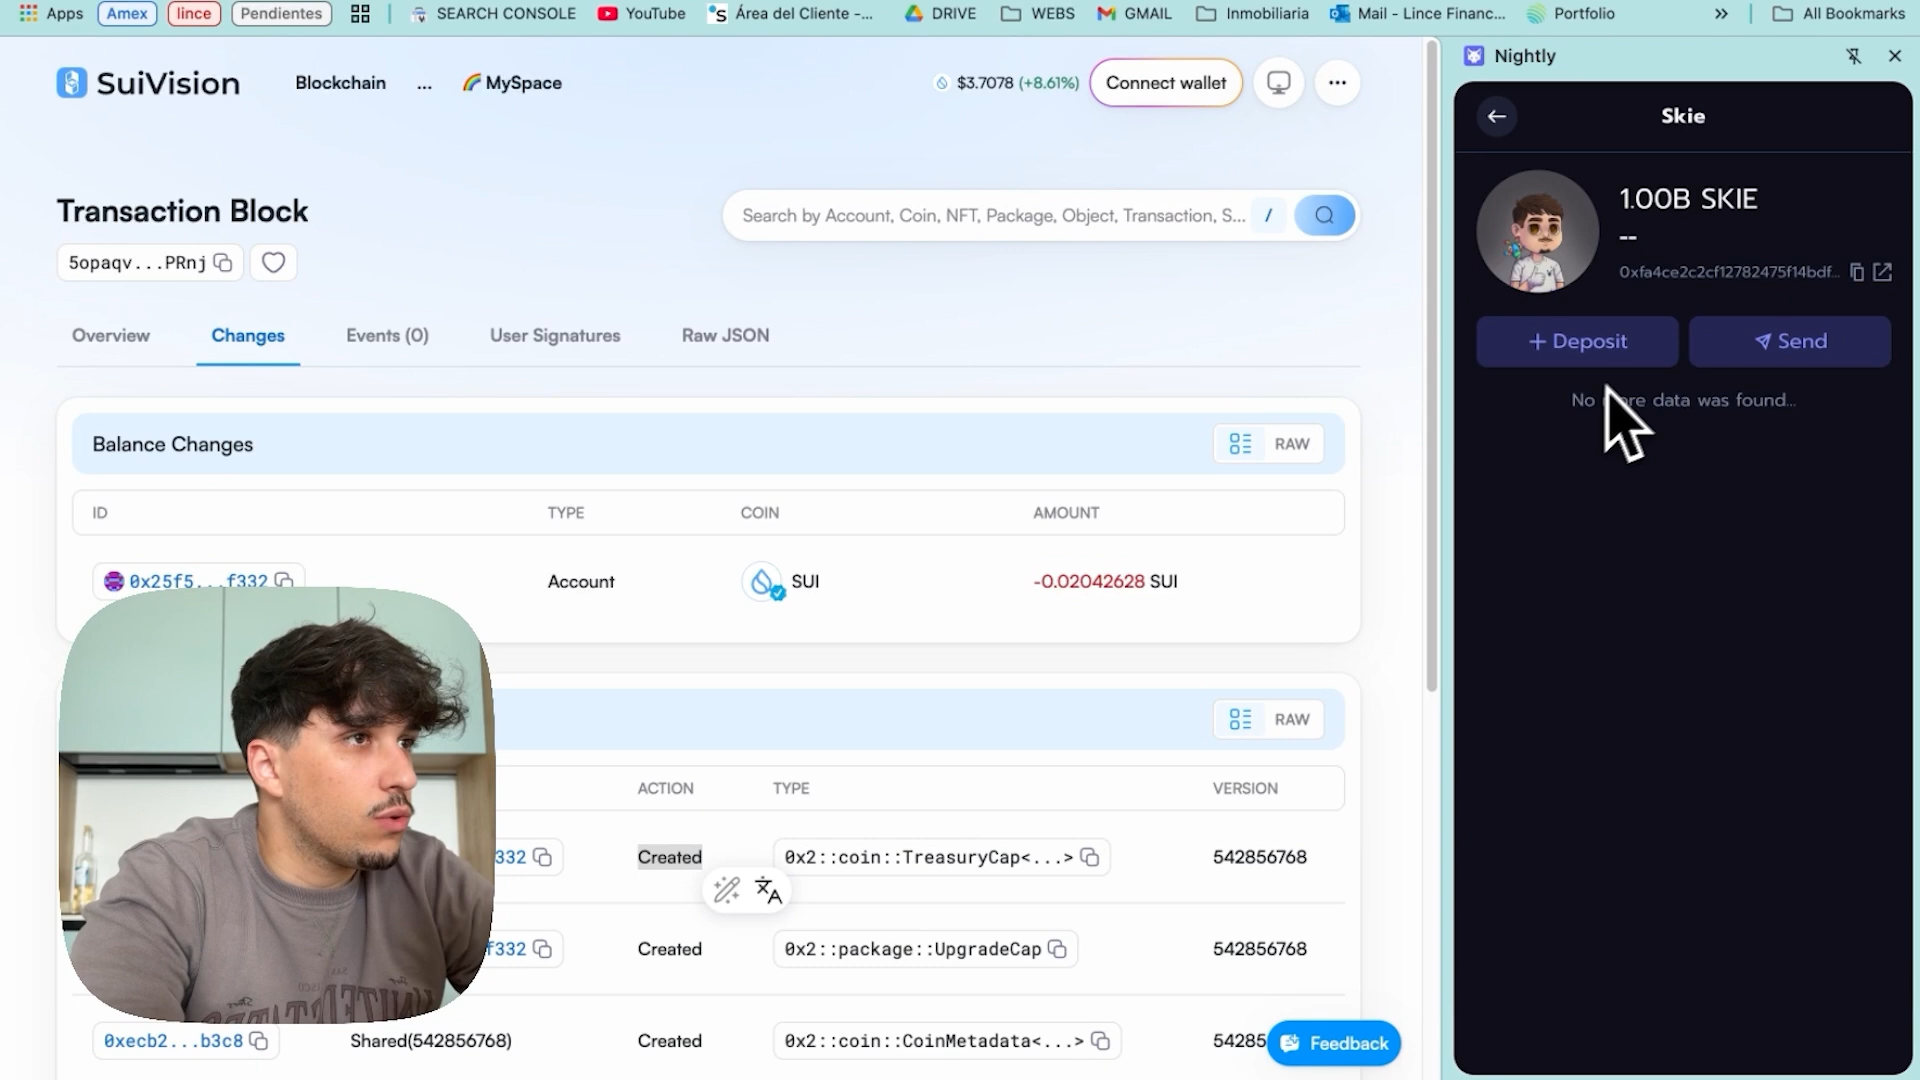 Apps Amex lince Pendientes SEARCH CONSOLE YouTube Área del Cliente -... DRIVE WEBS GMAIL Inmobiliaria Mail - Lince Financ... Portfolio » All Bookmarks
SuiVision Blockchain ... MySpace $3.7078 (+8.61%) Connect wallet
Transaction Block
Search by Account, Coin, NFT, Package, Object, Transaction, S... /
5opaqv...PRnj
Overview Changes Events (0) User Signatures Raw JSON
Balance Changes RAW
ID TYPE COIN AMOUNT
0x25f5...f332 Account SUI -0.02042628 SUI
RAW
ACTION TYPE VERSION
332 Created 0x2::coin::TreasuryCap<...> 542856768
f332 Created 0x2::package::UpgradeCap 542856768
0xecb2...b3c8 Shared(542856768) Created 0x2::coin::CoinMetadata<...> 54285
Feedback
Nightly
Skie
1.00B SKIE
--
0xfa4ce2c2cf12782475f14bdf...
+ Deposit Send
No data was found...